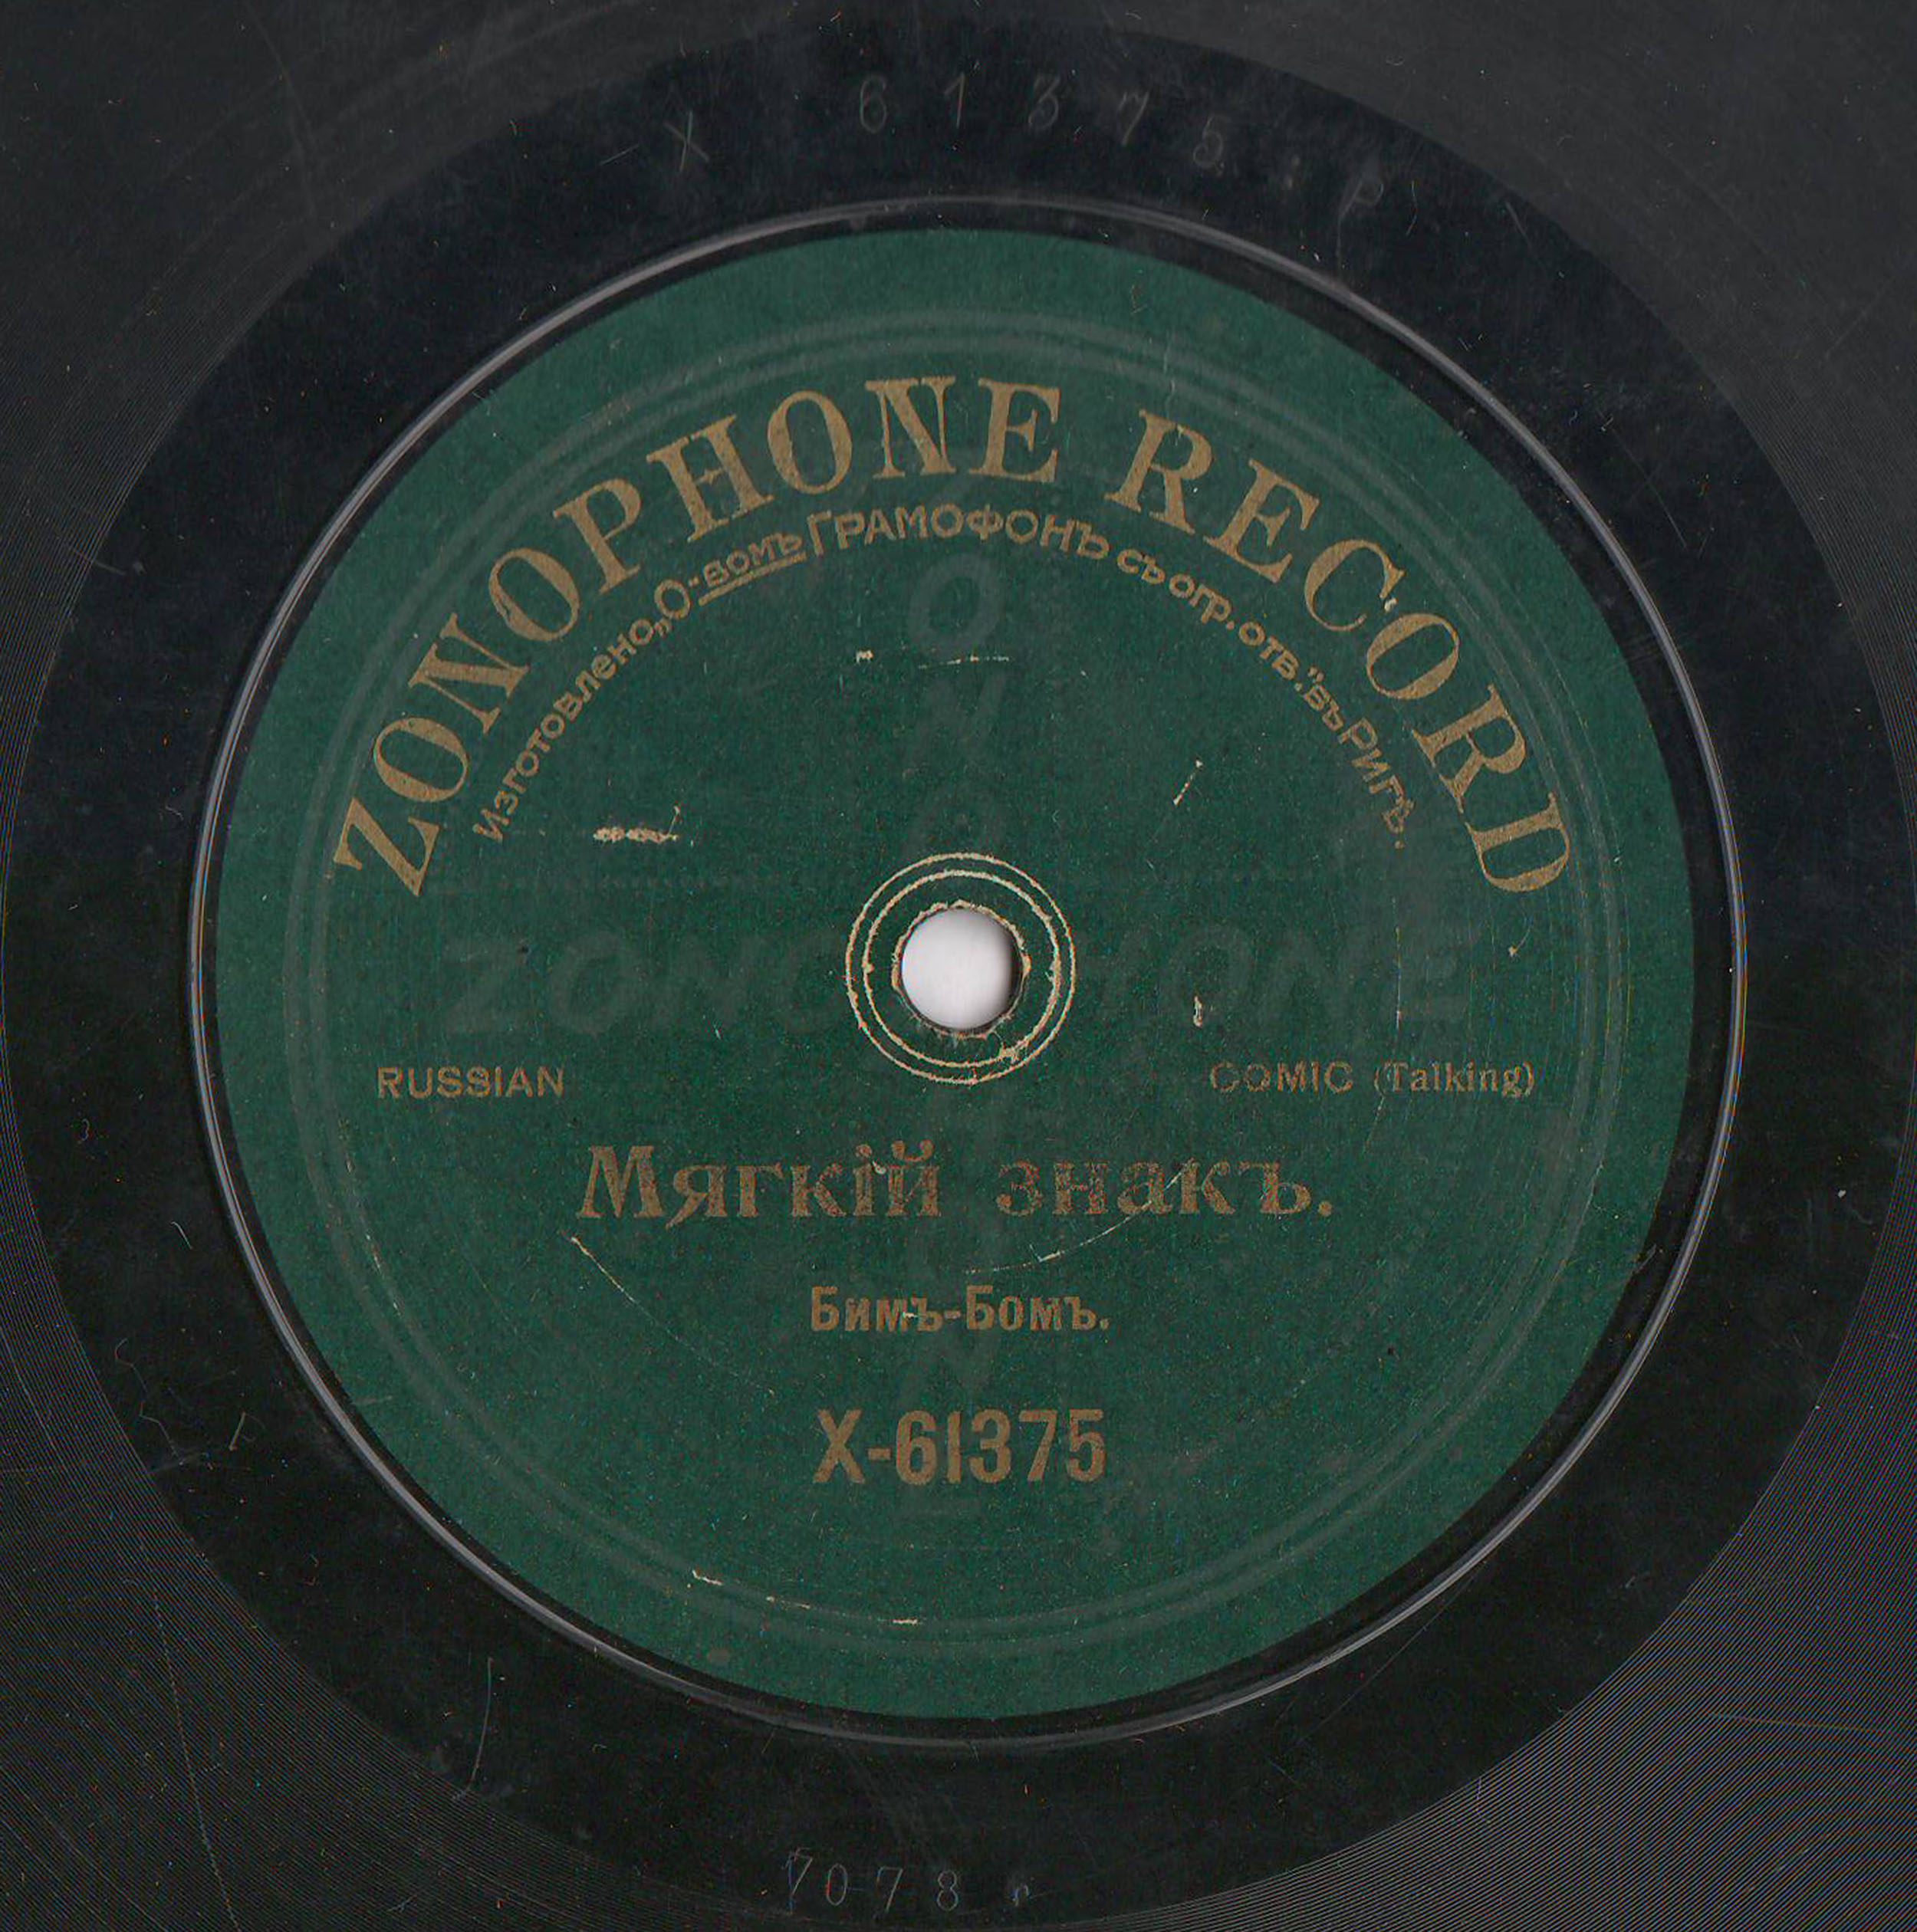 X 61375
ZONOPHONE RECORD
Изготовлено „О-вомъ ГРАМОФОНЪ съ огр. отв." въ Ригѣ.
ZONOPHONE
RUSSIAN
COMIC (Talking)
Мягкій знакъ.
Бимъ-Бомъ.
X-61375
7078